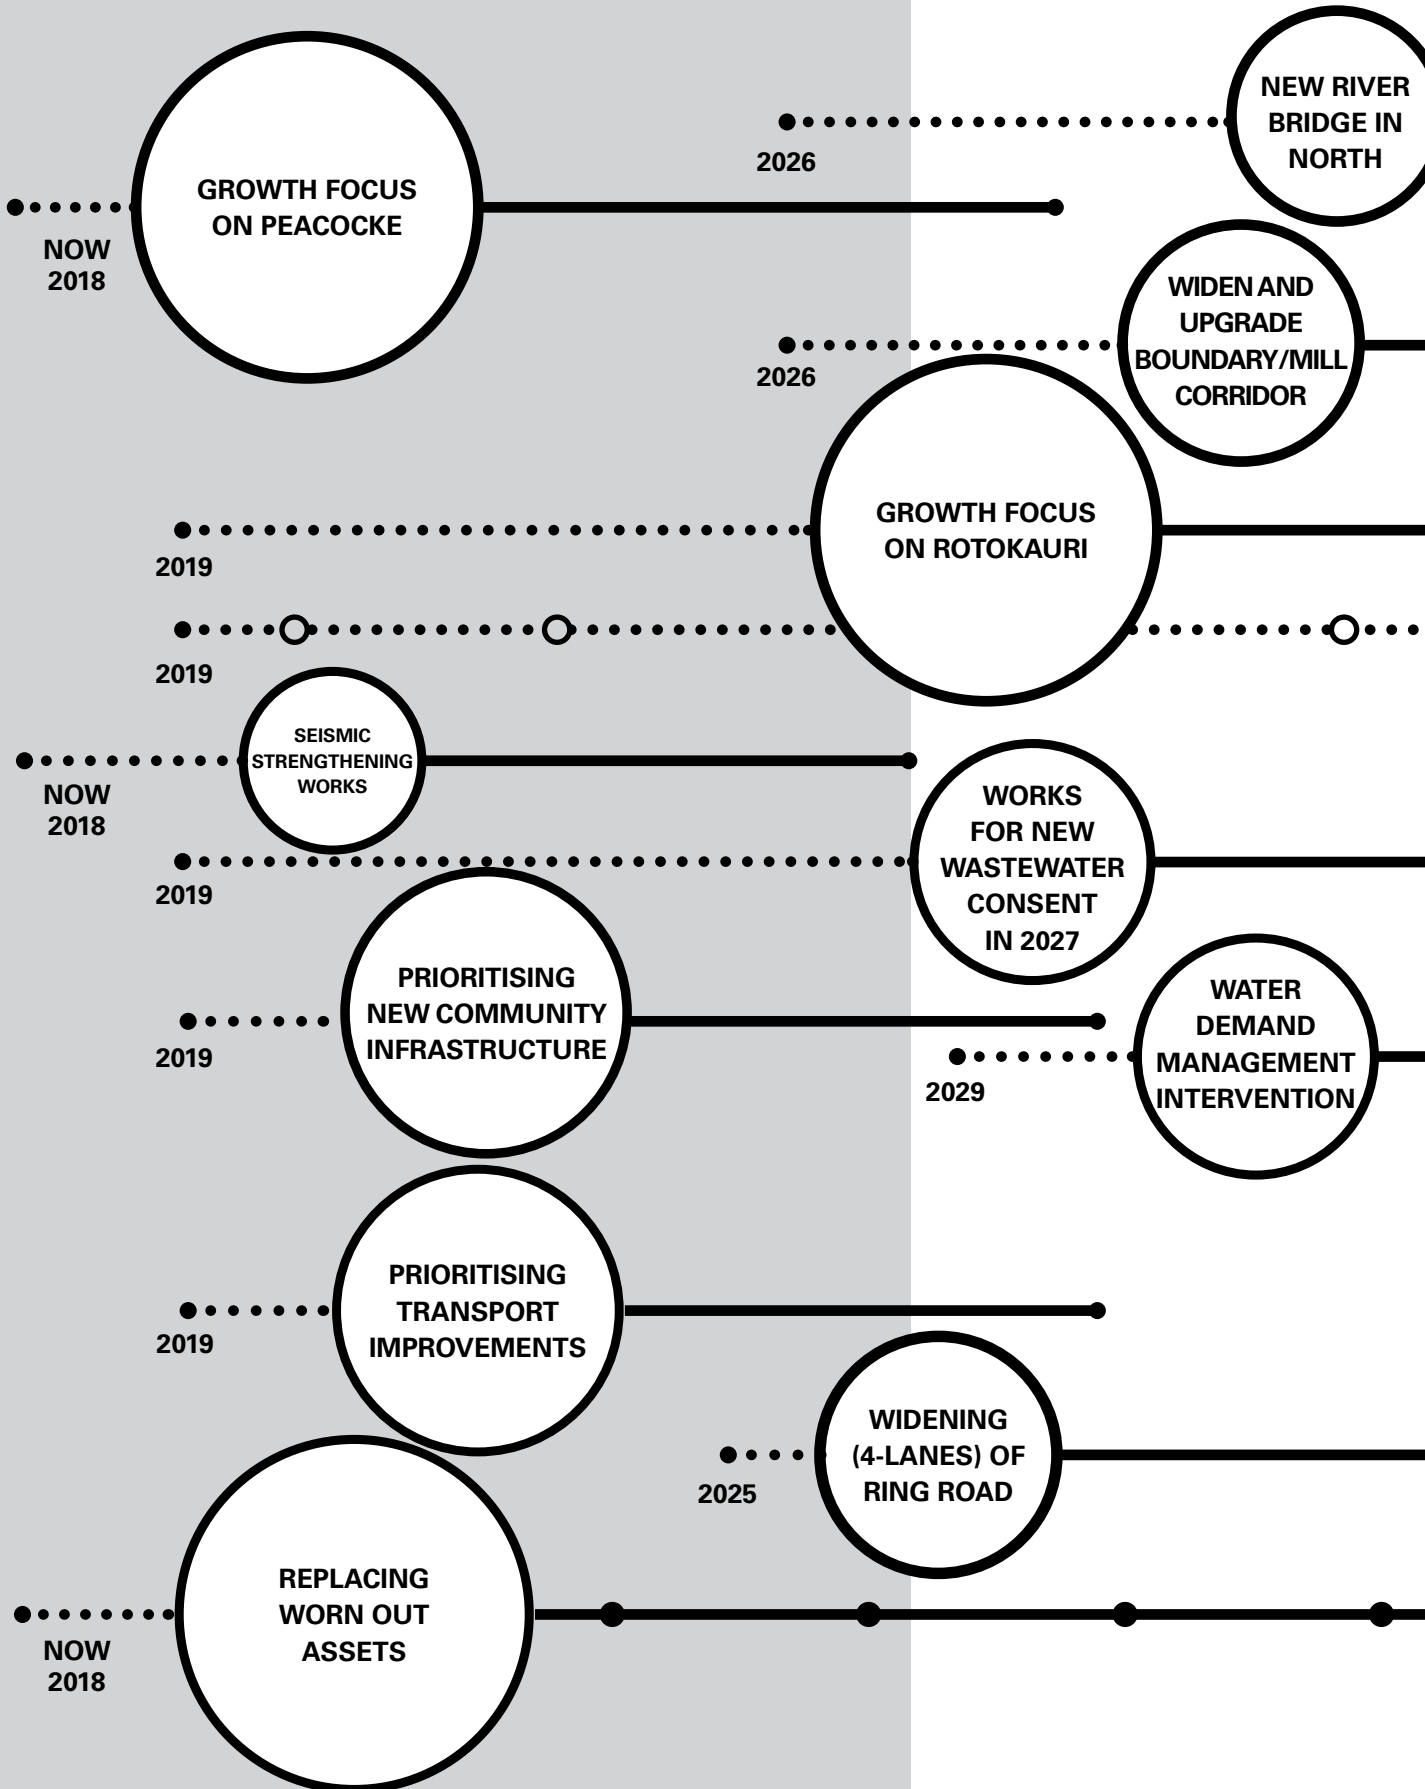 NEW RIVER
BRIDGE IN
NORTH
2026
GROWTH FOCUS
ON PEACOCKE
NOW
2018
WIDEN AND
UPGRADE
BOUNDARY/MILL
CORRIDOR
2026
GROWTH FOCUS
ON ROTOKAURI
2019
2019
SEISMIC
STRENGTHENING
WORKS
NOW
2018
WORKS
FOR NEW
WASTEWATER
CONSENT
IN 2027
2019
PRIORITISING
NEW COMMUNITY
INFRASTRUCTURE
2019
WATER
DEMAND
MANAGEMENT
INTERVENTION
2029
PRIORITISING
TRANSPORT
IMPROVEMENTS
2019
WIDENING
(4-LANES) OF
RING ROAD
2025
REPLACING
WORN OUT
ASSETS
NOW
2018